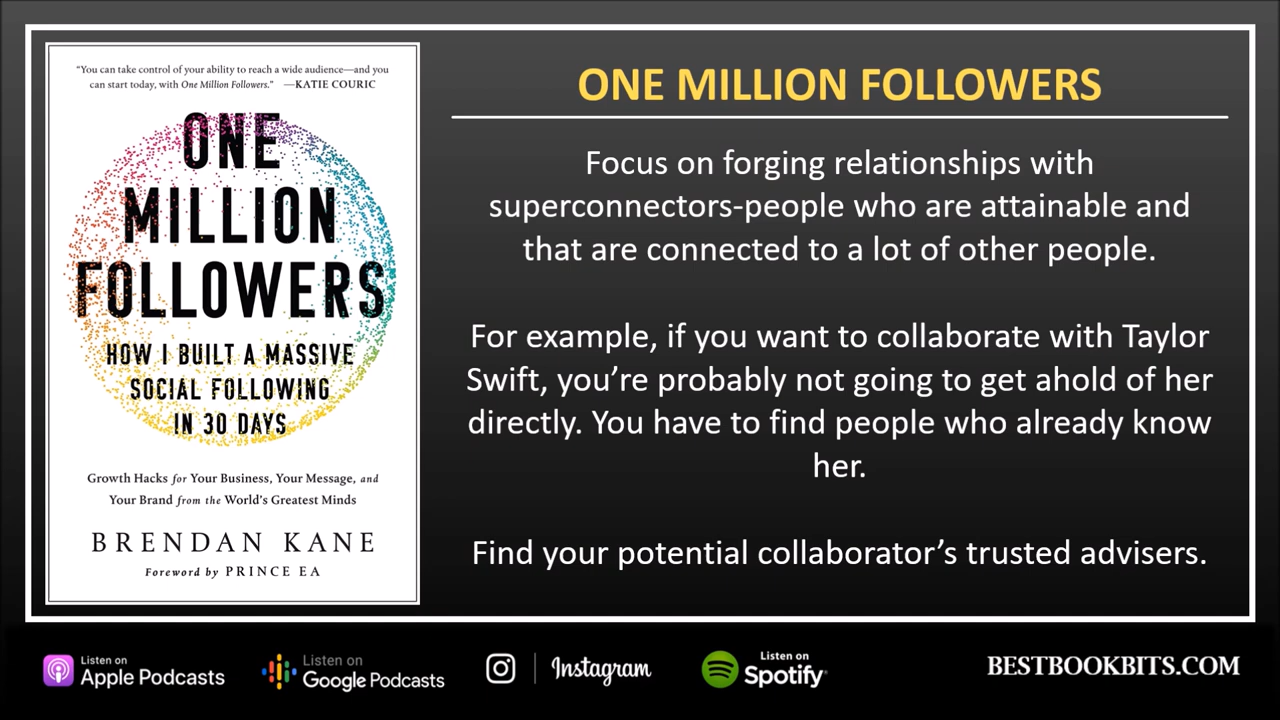 “You can take control of your ability to reach a wide audience—and you
can start today, with One Million Followers.” —KATIE COURIC
ONE
MILLION
FOLLOWERS
HOW I BUILT A MASSIVE
SOCIAL FOLLOWING
IN 30 DAYS
Growth Hacks for Your Business, Your Message, and
Your Brand from the World’s Greatest Minds
BRENDAN KANE
Foreword by PRINCE EA
ONE MILLION FOLLOWERS
Focus on forging relationships with
superconnectors-people who are attainable and
that are connected to a lot of other people.
For example, if you want to collaborate with Taylor
Swift, you’re probably not going to get ahold of her
directly. You have to find people who already know
her.
Find your potential collaborator’s trusted advisers.
Listen on
Apple Podcasts
Listen on
Google Podcasts
Instagram
Listen on
Spotify
BESTBOOKBITS.COM